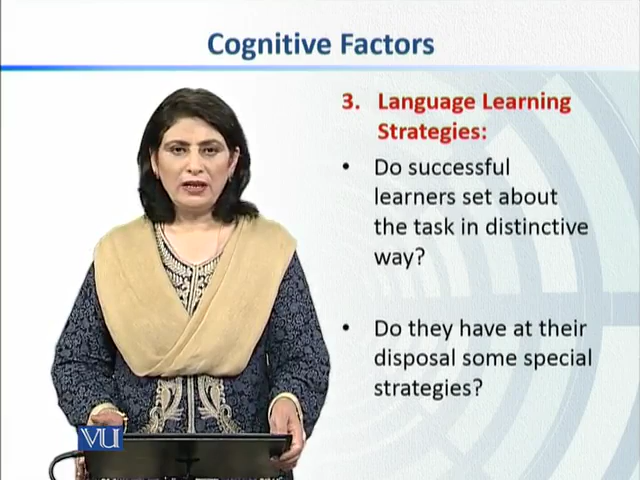 Cognitive Factors
3. Language Learning
Strategies:
• Do successful
learners set about
the task in distinctive
way?
• Do they have at their
disposal some special
strategies?
VU